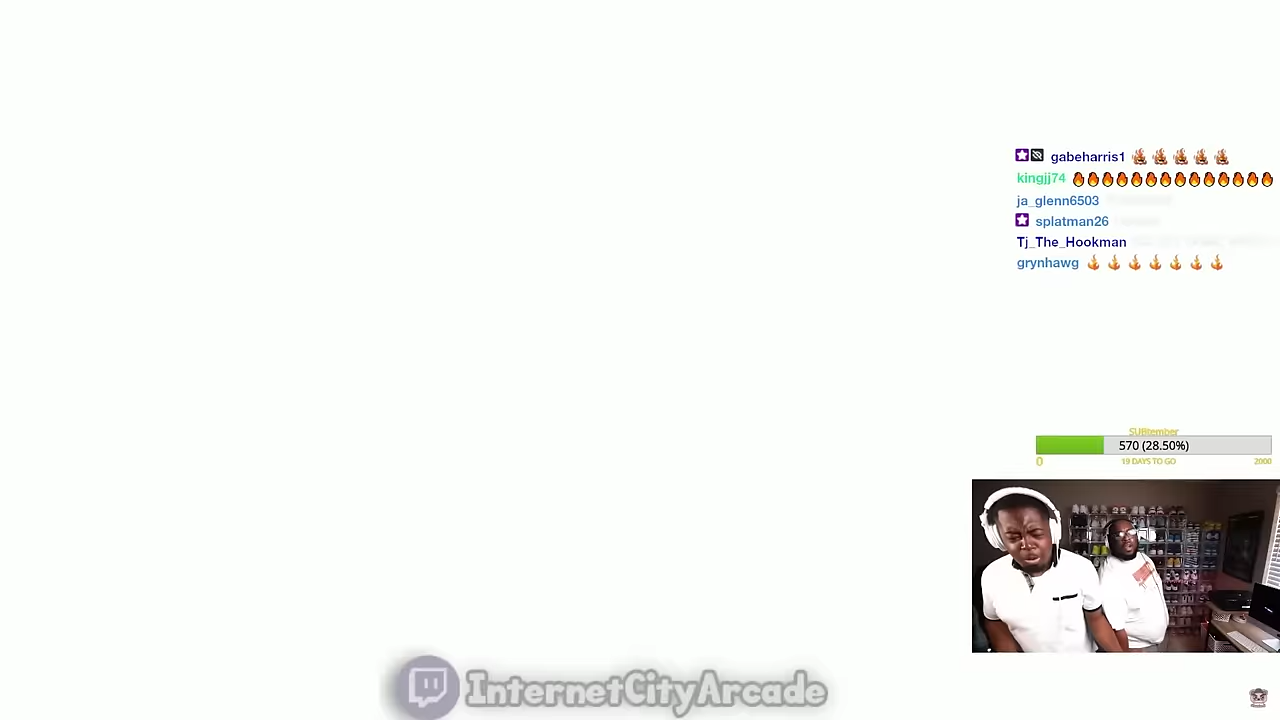 gabeharris1
kingjj74
ja_glenn6503
splatman26
Tj_The_Hookman
grynhawg
SUBtember
570 (28.50%)
0 19 DAYS TO GO 2000
InternetCityArcade